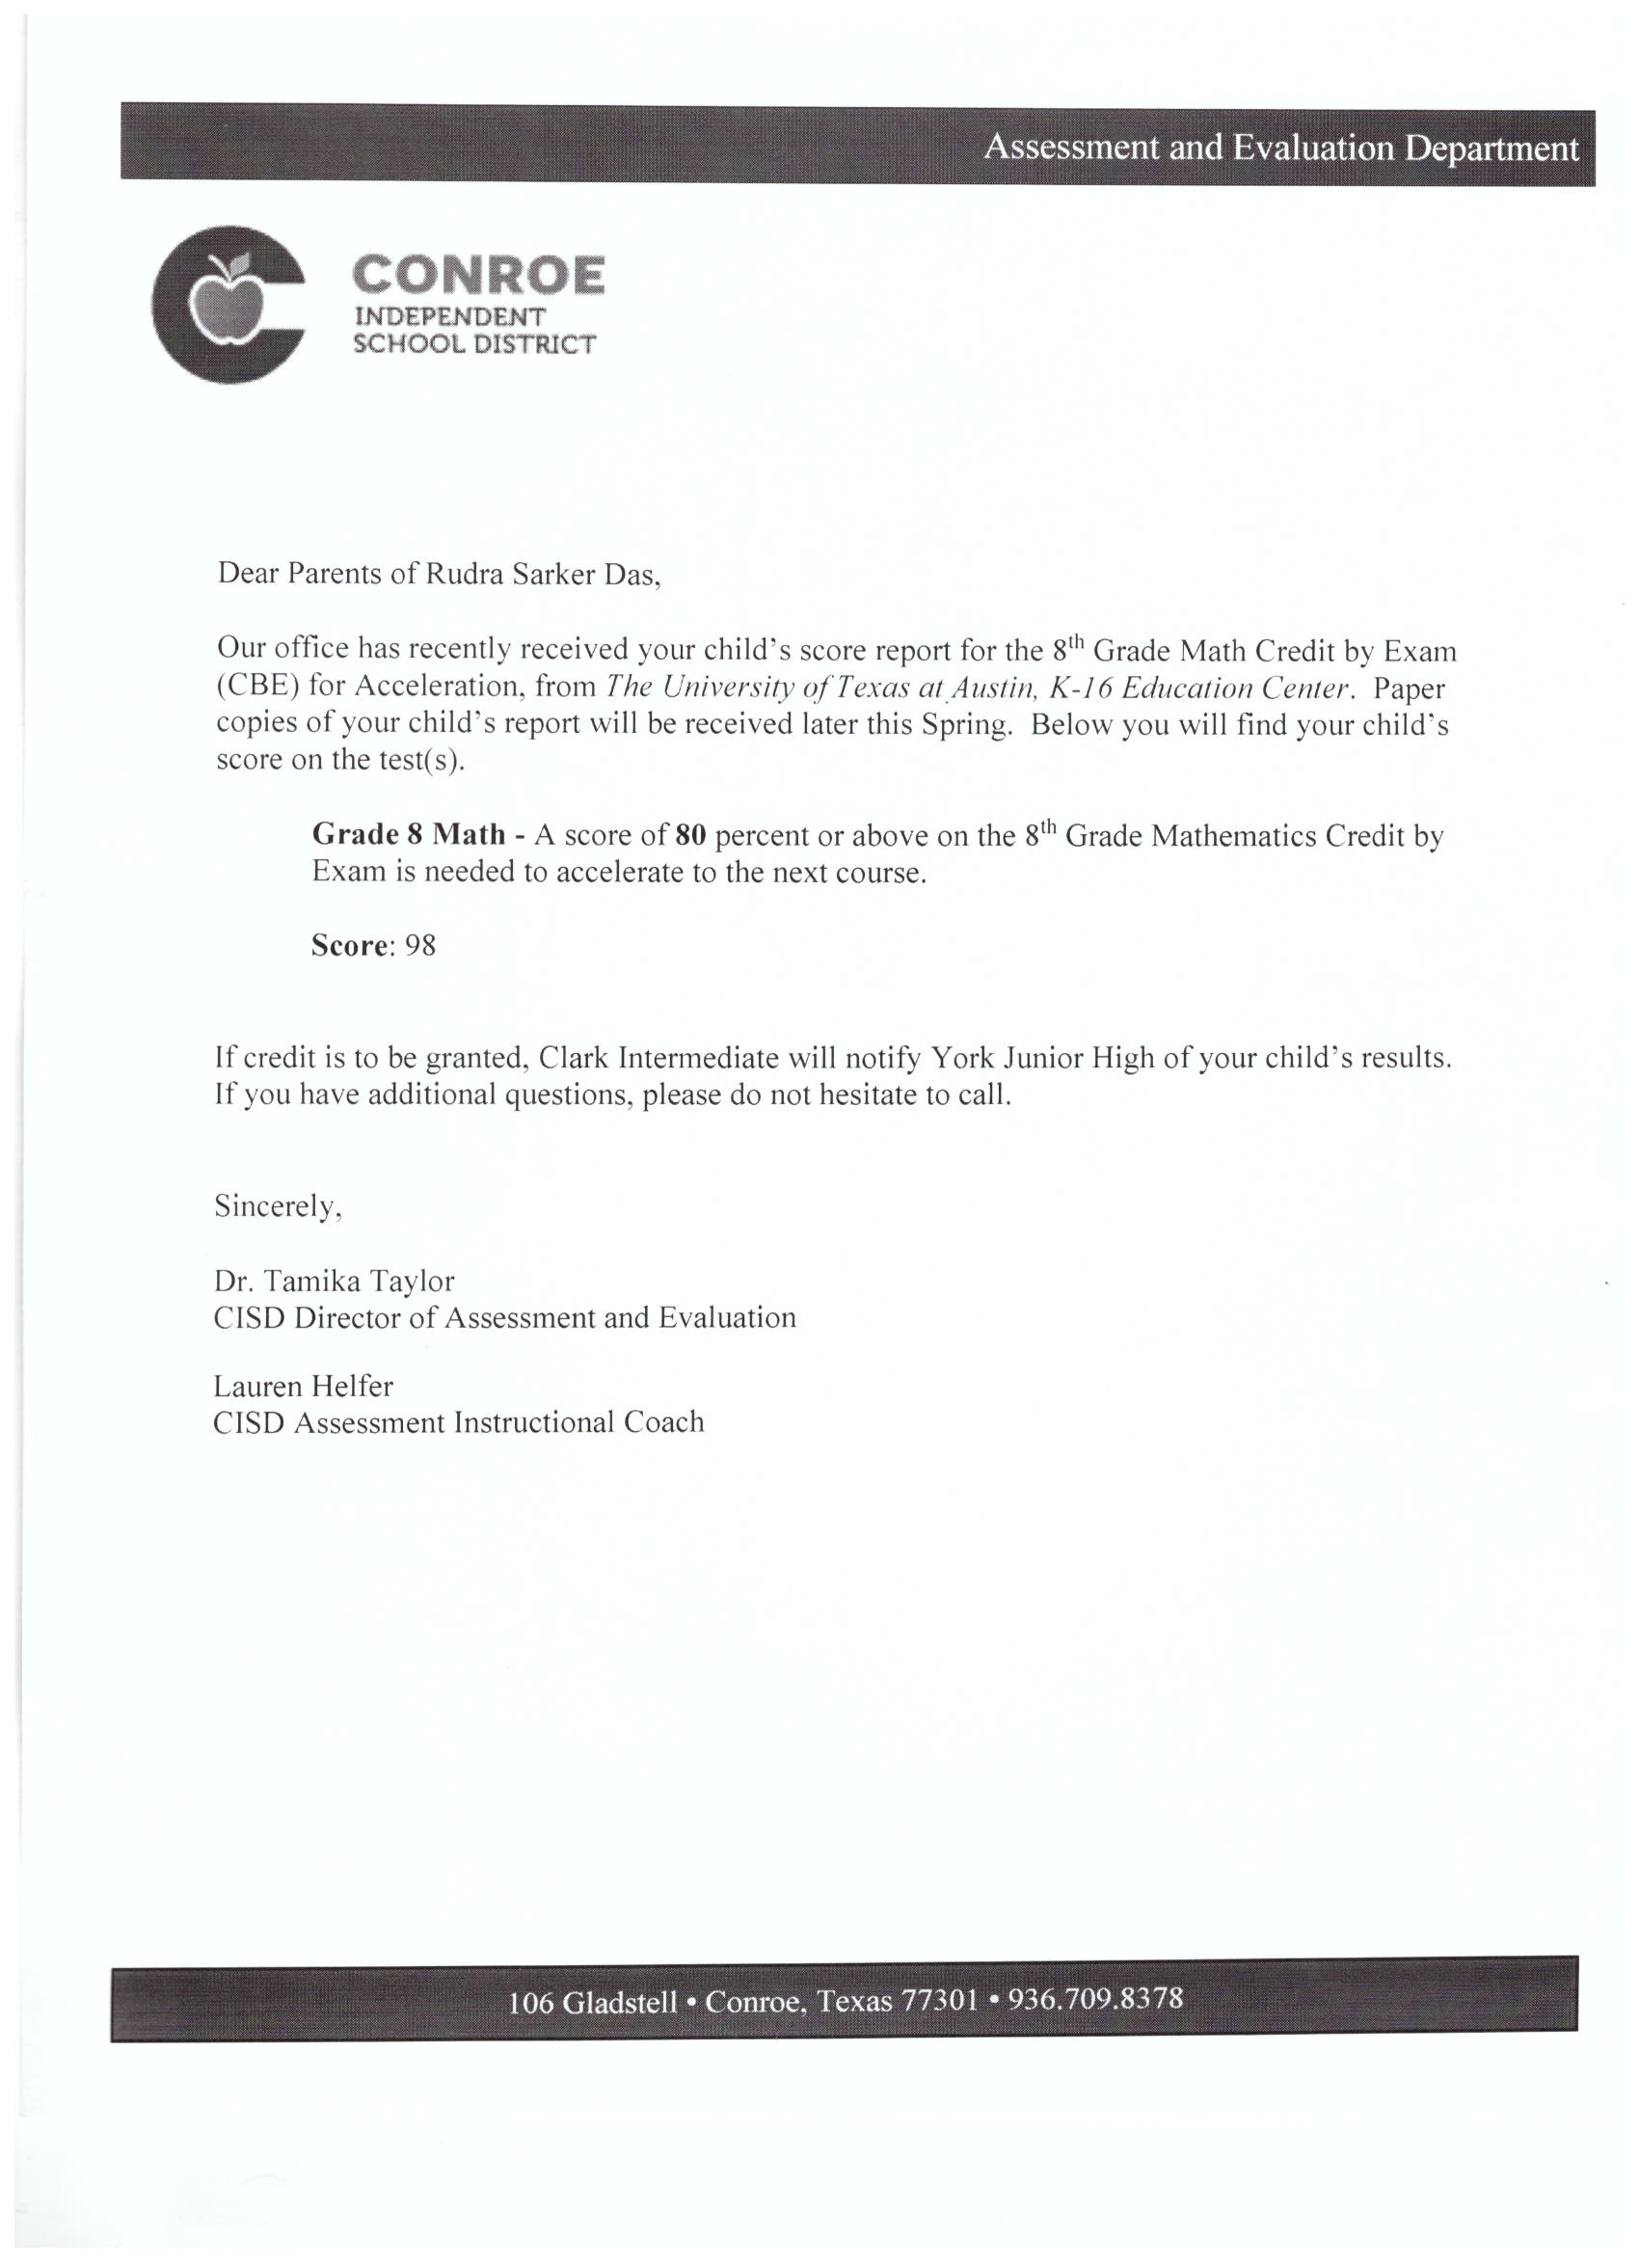 Assessment and Evaluation Department
CONROE
INDEPENDENT
SCHOOL DISTRICT
Dear Parents of Rudra Sarker Das,
Our office has recently received your child's score report for the 8th Grade Math Credit by Exam
(CBE) for Acceleration, from The University of Texas at Austin, K-16 Education Center. Paper
copies of your child's report will be received later this Spring. Below you will find your child's
score on the test(s).
Grade 8 Math - A score of 80 percent or above on the 8th Grade Mathematics Credit by
Exam is needed to accelerate to the next course.
Score: 98
If credit is to be granted, Clark Intermediate will notify York Junior High of your child's results.
If you have additional questions, please do not hesitate to call.
Sincerely,
Dr. Tamika Taylor
CISD Director of Assessment and Evaluation
Lauren Helfer
CISD Assessment Instructional Coach
106 Gladstell • Conroe, Texas 77301 • 936.709.8378